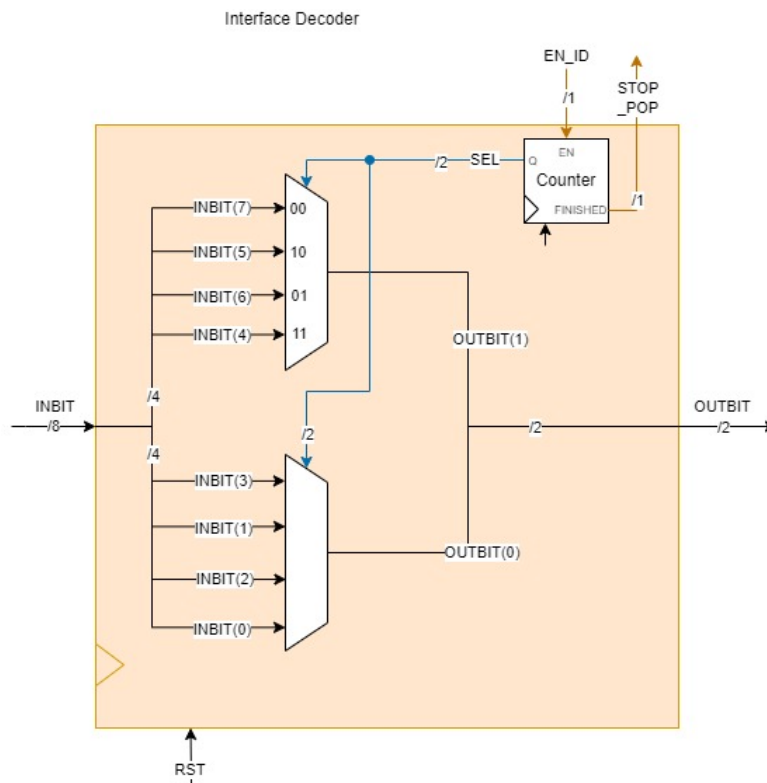 Interface Decoder
EN_ID
STOP
_POP
/1
EN
Q
Counter
FINISHED
/1
/2
SEL
INBIT(7)
00
INBIT(5)
10
INBIT(6)
01
INBIT(4)
11
OUTBIT(1)
/4
INBIT
/8
/4
/2
/2
OUTBIT
/2
INBIT(3)
INBIT(1)
INBIT(2)
INBIT(0)
OUTBIT(0)
RST